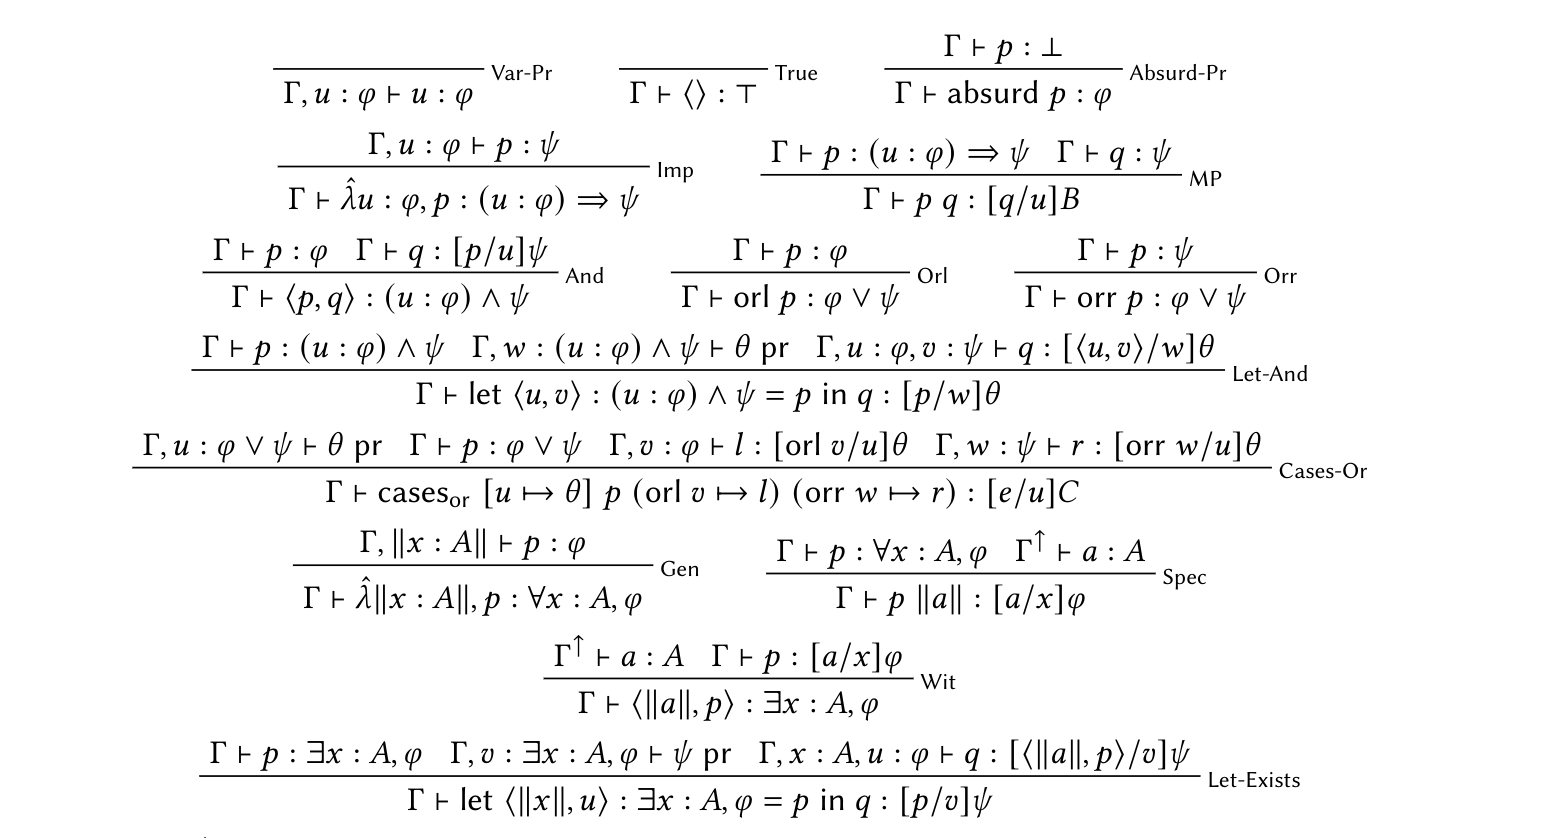 Γ, u : φ ⊢ u : φ Var-Pr   Γ ⊢ ⟨⟩ : ⊤ True   Γ ⊢ p : ⊥
Γ ⊢ absurd p : φ Absurd-Pr
Γ, u : φ ⊢ p : ψ
Γ ⊢ λ̂u : φ, p : (u : φ) ⇒ ψ Imp
Γ ⊢ p : (u : φ) ⇒ ψ   Γ ⊢ q : ψ
Γ ⊢ p q : [q/u]B MP
Γ ⊢ p : φ   Γ ⊢ q : [p/u]ψ
Γ ⊢ ⟨p, q⟩ : (u : φ) ∧ ψ And
Γ ⊢ p : φ
Γ ⊢ orl p : φ ∨ ψ Orl
Γ ⊢ p : ψ
Γ ⊢ orr p : φ ∨ ψ Orr
Γ ⊢ p : (u : φ) ∧ ψ   Γ, w : (u : φ) ∧ ψ ⊢ θ pr   Γ, u : φ, v : ψ ⊢ q : [⟨u, v⟩/w]θ
Γ ⊢ let ⟨u, v⟩ : (u : φ) ∧ ψ = p in q : [p/w]θ Let-And
Γ, u : φ ∨ ψ ⊢ θ pr   Γ ⊢ p : φ ∨ ψ   Γ, v : φ ⊢ l : [orl v/u]θ   Γ, w : ψ ⊢ r : [orr w/u]θ
Γ ⊢ cases_or [u ↦ θ] p (orl v ↦ l) (orr w ↦ r) : [e/u]C Cases-Or
Γ, ‖x : A‖ ⊢ p : φ
Γ ⊢ λ̂‖x : A‖, p : ∀x : A, φ Gen
Γ ⊢ p : ∀x : A, φ   Γ↑ ⊢ a : A
Γ ⊢ p ‖a‖ : [a/x]φ Spec
Γ↑ ⊢ a : A   Γ ⊢ p : [a/x]φ
Γ ⊢ ⟨‖a‖, p⟩ : ∃x : A, φ Wit
Γ ⊢ p : ∃x : A, φ   Γ, v : ∃x : A, φ ⊢ ψ pr   Γ, x : A, u : φ ⊢ q : [⟨‖a‖, p⟩/v]ψ
Γ ⊢ let ⟨‖x‖, u⟩ : ∃x : A, φ = p in q : [p/v]ψ Let-Exists